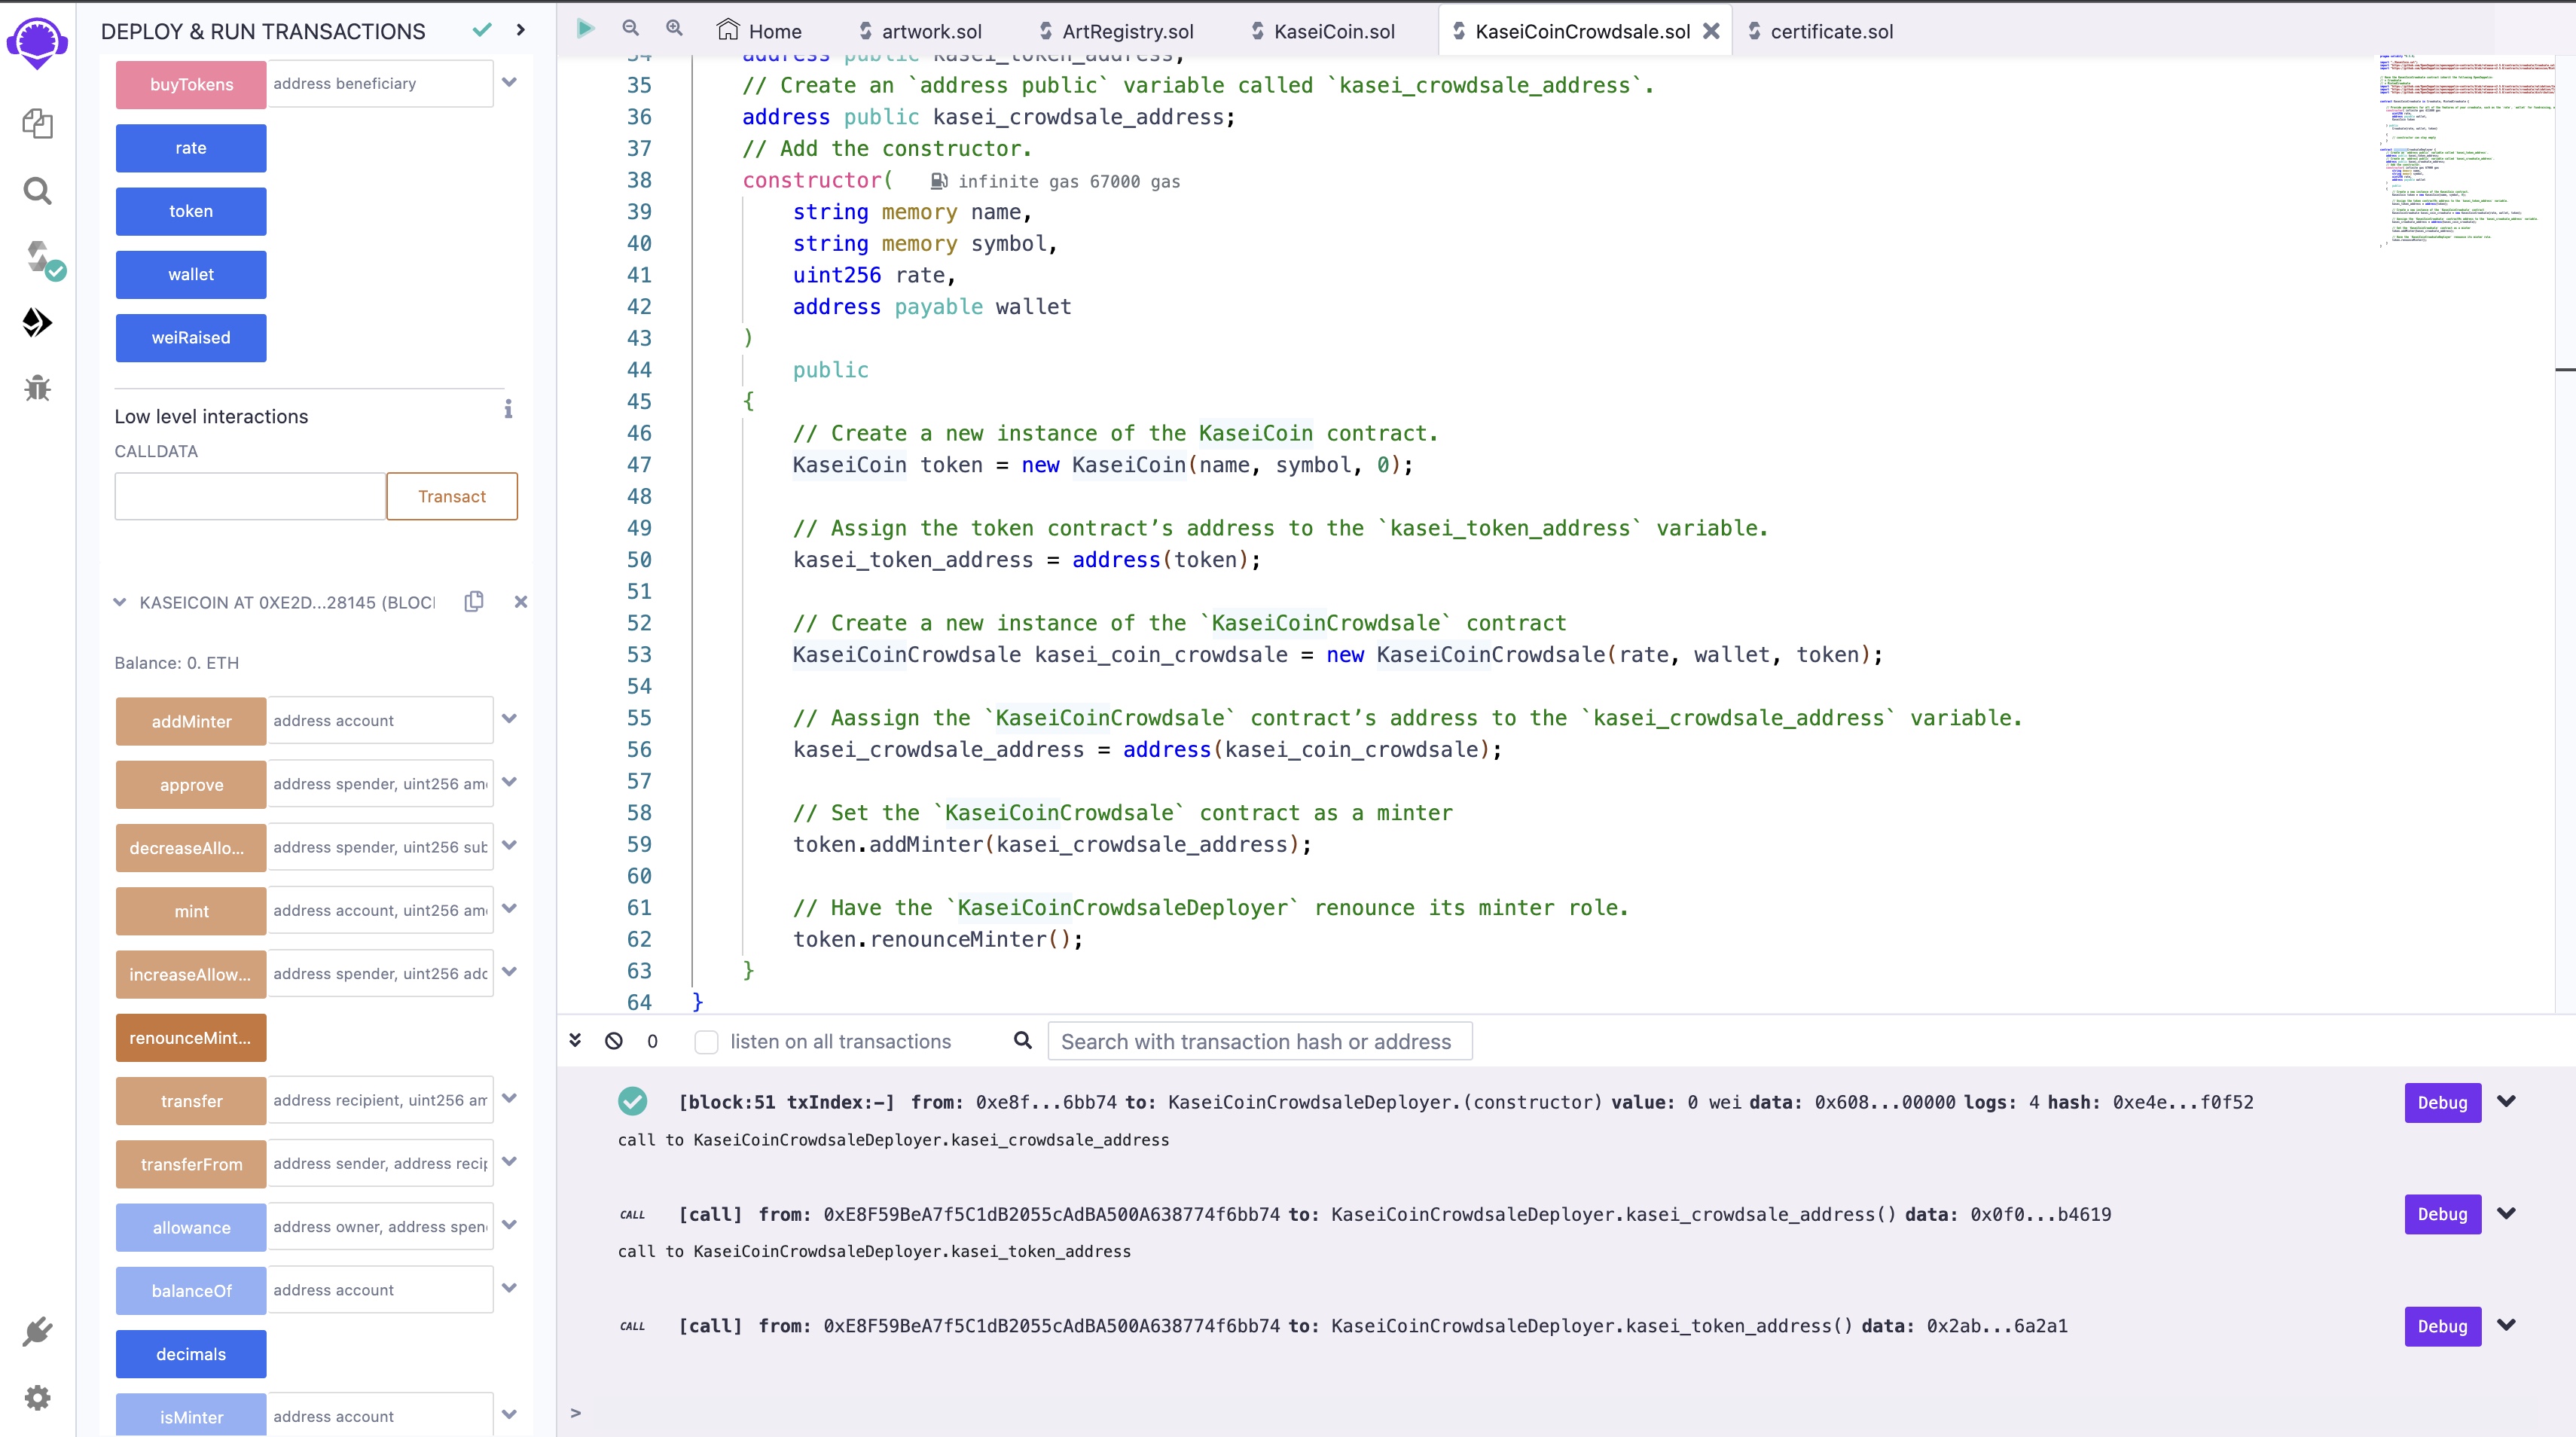 DEPLOY & RUN TRANSACTIONS
buyTokens address beneficiary
rate
token
wallet
weiRaised
Low level interactions
CALLDATA
Transact
KASEICOIN AT 0XE2D...28145 (BLOCI
Balance: 0. ETH
addMinter address account
approve address spender, uint256 am
decreaseAllo... address spender, uint256 sub
mint address account, uint256 am
increaseAllow... address spender, uint256 add
renounceMint...
transfer address recipient, uint256 am
transferFrom address sender, address recip
allowance address owner, address spen
balanceOf address account
decimals
isMinter address account
Home artwork.sol ArtRegistry.sol KaseiCoin.sol KaseiCoinCrowdsale.sol certificate.sol
34 address public kasei_token_address;
35 // Create an `address public` variable called `kasei_crowdsale_address`.
36 address public kasei_crowdsale_address;
37 // Add the constructor.
38 constructor( infinite gas 67000 gas
39 string memory name,
40 string memory symbol,
41 uint256 rate,
42 address payable wallet
43 )
44 public
45 {
46 // Create a new instance of the KaseiCoin contract.
47 KaseiCoin token = new KaseiCoin(name, symbol, 0);
48
49 // Assign the token contract’s address to the `kasei_token_address` variable.
50 kasei_token_address = address(token);
51
52 // Create a new instance of the `KaseiCoinCrowdsale` contract
53 KaseiCoinCrowdsale kasei_coin_crowdsale = new KaseiCoinCrowdsale(rate, wallet, token);
54
55 // Aassign the `KaseiCoinCrowdsale` contract’s address to the `kasei_crowdsale_address` variable.
56 kasei_crowdsale_address = address(kasei_coin_crowdsale);
57
58 // Set the `KaseiCoinCrowdsale` contract as a minter
59 token.addMinter(kasei_crowdsale_address);
60
61 // Have the `KaseiCoinCrowdsaleDeployer` renounce its minter role.
62 token.renounceMinter();
63 }
64 }
0 listen on all transactions Search with transaction hash or address
[block:51 txIndex:-] from: 0xe8f...6bb74 to: KaseiCoinCrowdsaleDeployer.(constructor) value: 0 wei data: 0x608...00000 logs: 4 hash: 0xe4e...f0f52 Debug
call to KaseiCoinCrowdsaleDeployer.kasei_crowdsale_address
CALL [call] from: 0xE8F59BeA7f5C1dB2055cAdBA500A638774f6bb74 to: KaseiCoinCrowdsaleDeployer.kasei_crowdsale_address() data: 0x0f0...b4619 Debug
call to KaseiCoinCrowdsaleDeployer.kasei_token_address
CALL [call] from: 0xE8F59BeA7f5C1dB2055cAdBA500A638774f6bb74 to: KaseiCoinCrowdsaleDeployer.kasei_token_address() data: 0x2ab...6a2a1 Debug
>